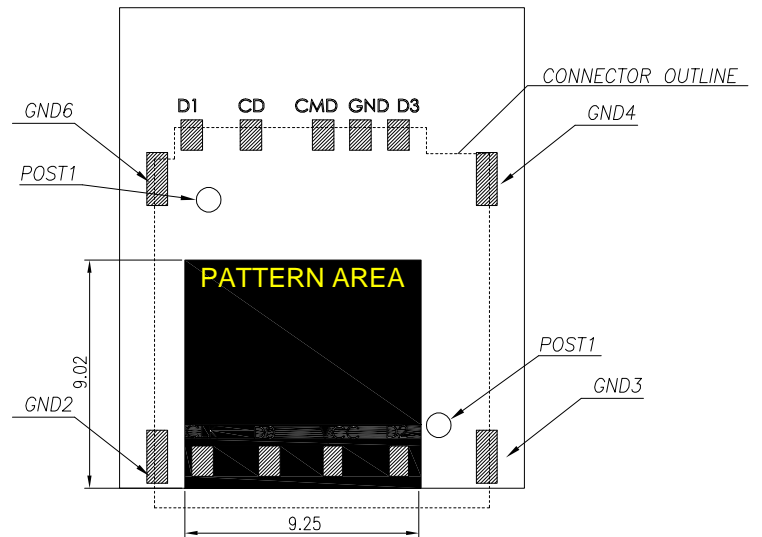 CONNECTOR OUTLINE
D1 CD CMD GND D3
GND6
GND4
POST1
PATTERN AREA
9.02
POST1
GND3
GND2
9.25